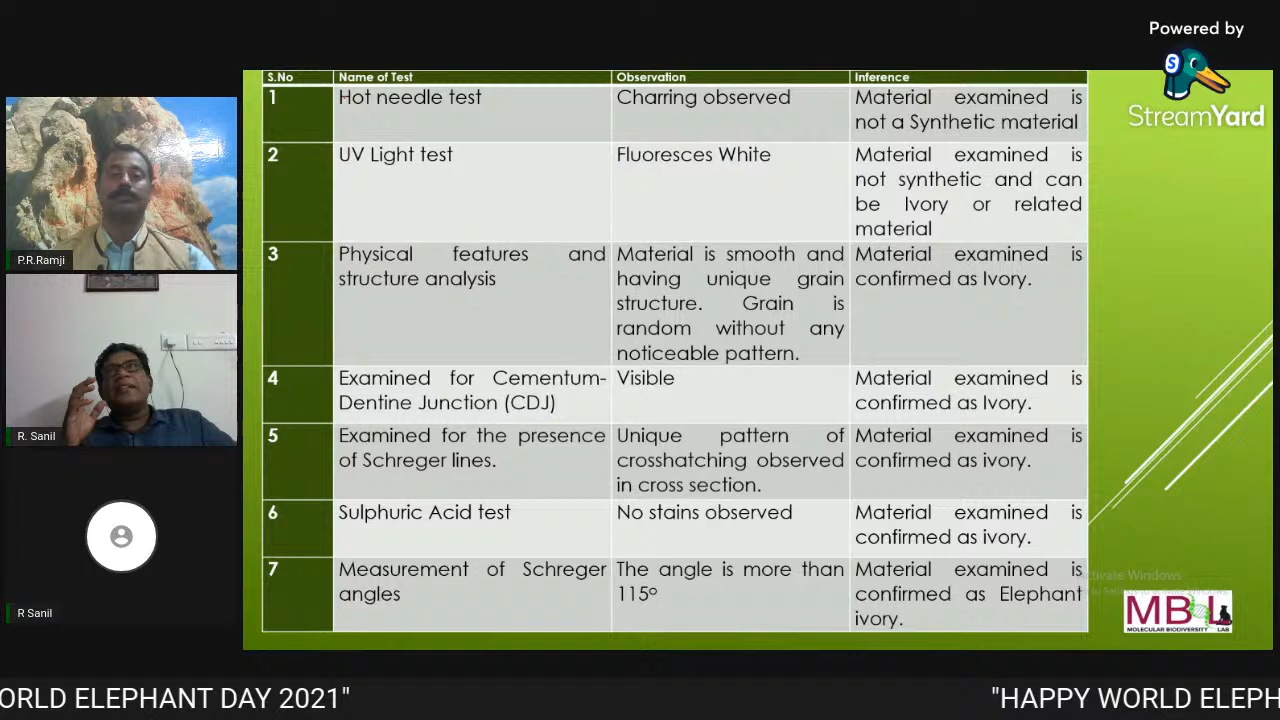 Powered by
StreamYard
S.No Name of Test Observation Inference
1 Hot needle test Charring observed Material examined is
not a Synthetic material
2 UV Light test Fluoresces White Material examined is
not synthetic and can
be Ivory or related
material
3 Physical features and Material is smooth and Material examined is
structure analysis having unique grain confirmed as Ivory.
structure. Grain is
random without any
noticeable pattern.
4 Examined for Cementum- Visible Material examined is
Dentine Junction (CDJ) confirmed as Ivory.
5 Examined for the presence Unique pattern of Material examined is
of Schreger lines. crosshatching observed confirmed as ivory.
in cross section.
6 Sulphuric Acid test No stains observed Material examined is
confirmed as ivory.
7 Measurement of Schreger The angle is more than Material examined is
angles 115° confirmed as Elephant
ivory.
P.R.Ramji
R. Sanil
R Sanil
Activate Windows
MB L
MOLECULAR BIODIVERSITY LAB
ORLD ELEPHANT DAY 2021" "HAPPY WORLD ELEPH